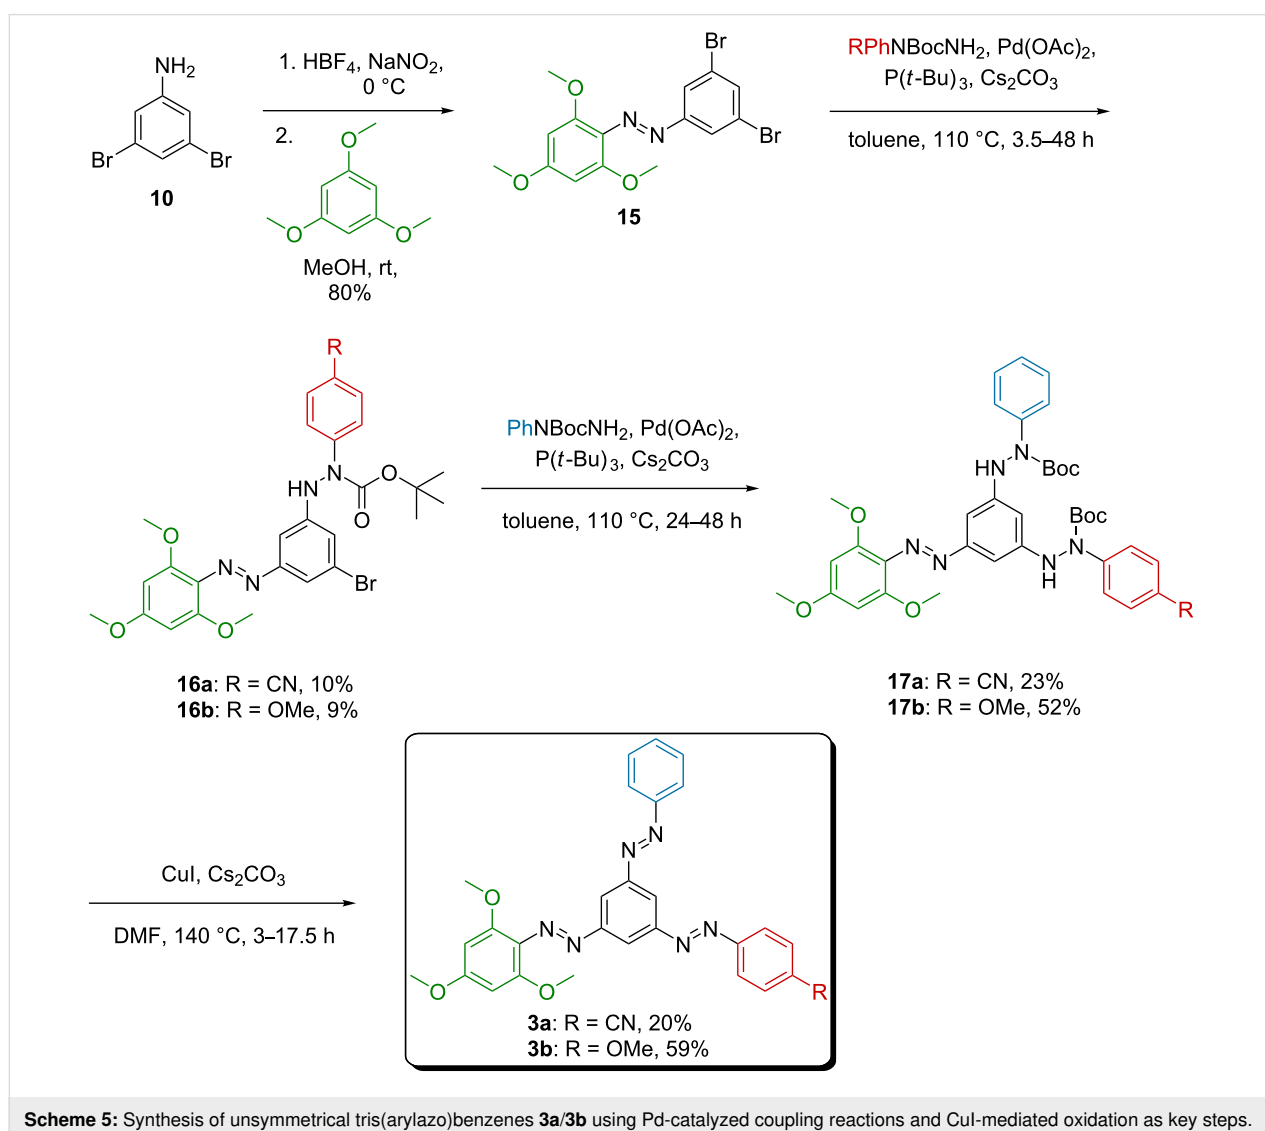 NH2
Br
Br
10
1. HBF4, NaNO2,
0 °C
2.
O
O
O
MeOH, rt,
80%
O
O
O
N
N
Br
Br
15
RPhNBocNH2, Pd(OAc)2,
P(t-Bu)3, Cs2CO3
toluene, 110 °C, 3.5–48 h
R
N
HN
O
O
O
N
N
Br
O
O
16a: R = CN, 10%
16b: R = OMe, 9%
PhNBocNH2, Pd(OAc)2,
P(t-Bu)3, Cs2CO3
toluene, 110 °C, 24–48 h
N
HN
Boc
Boc
O
N
N
N
N
H
O
O
R
17a: R = CN, 23%
17b: R = OMe, 52%
CuI, Cs2CO3
DMF, 140 °C, 3–17.5 h
N
N
O
N
N
N
N
O
O
R
3a: R = CN, 20%
3b: R = OMe, 59%
Scheme 5: Synthesis of unsymmetrical tris(arylazo)benzenes 3a/3b using Pd-catalyzed coupling reactions and CuI-mediated oxidation as key steps.